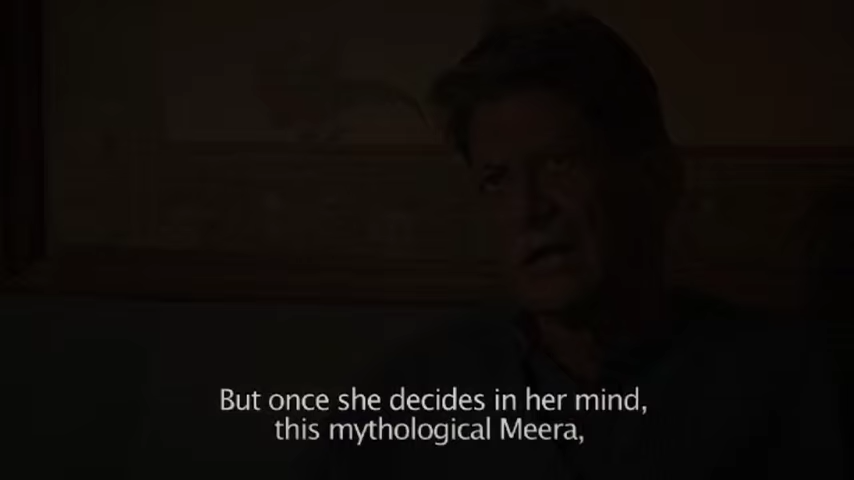 But once she decides in her mind,
this mythological Meera,